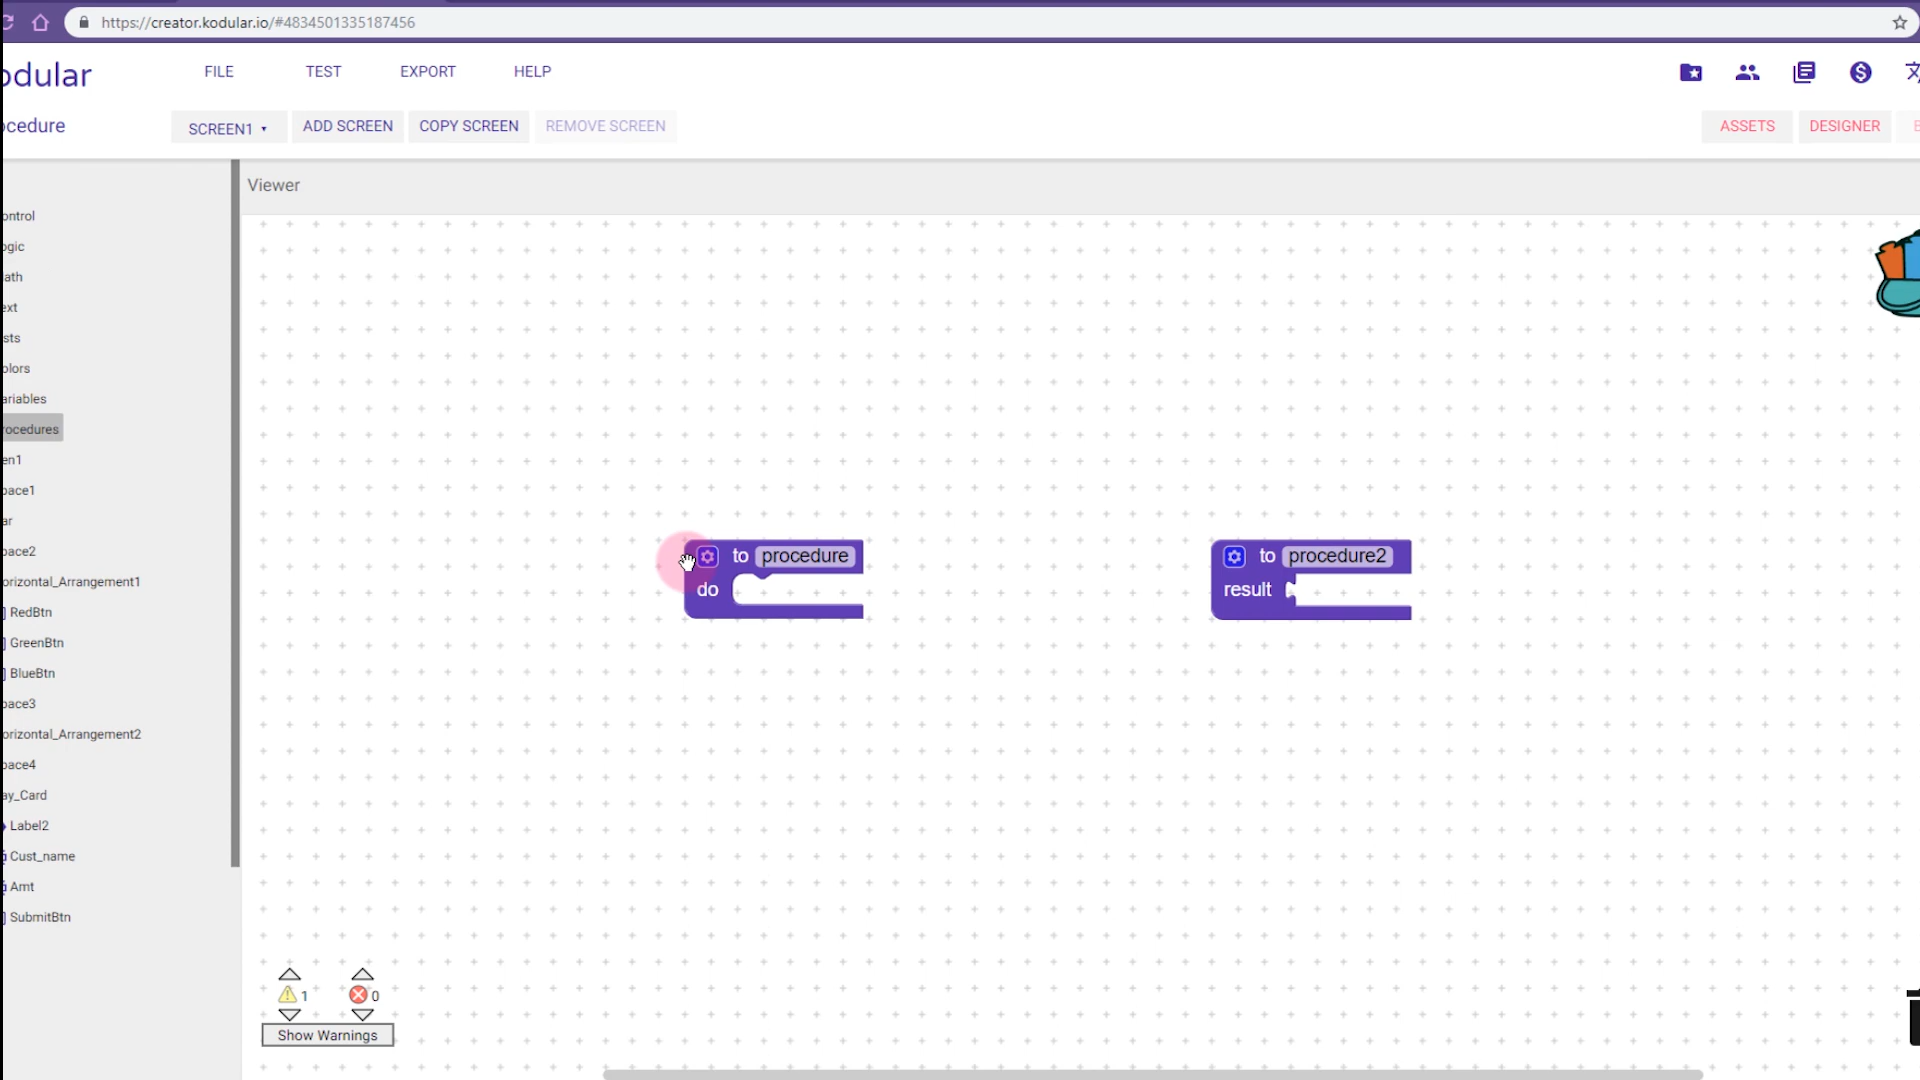 https://creator.kodular.io/#4834501335187456
odular
FILE
TEST
EXPORT
HELP
ocedure
SCREEN1
ADD SCREEN
COPY SCREEN
REMOVE SCREEN
ASSETS
DESIGNER
Viewer
ontrol
ogic
ath
ext
sts
olors
ariables
rocedures
en1
pace1
ar
pace2
orizontal_Arrangement1
RedBtn
GreenBtn
BlueBtn
pace3
orizontal_Arrangement2
pace4
ay_Card
Label2
Cust_name
Amt
SubmitBtn
to procedure
do
to procedure2
result
1
0
Show Warnings